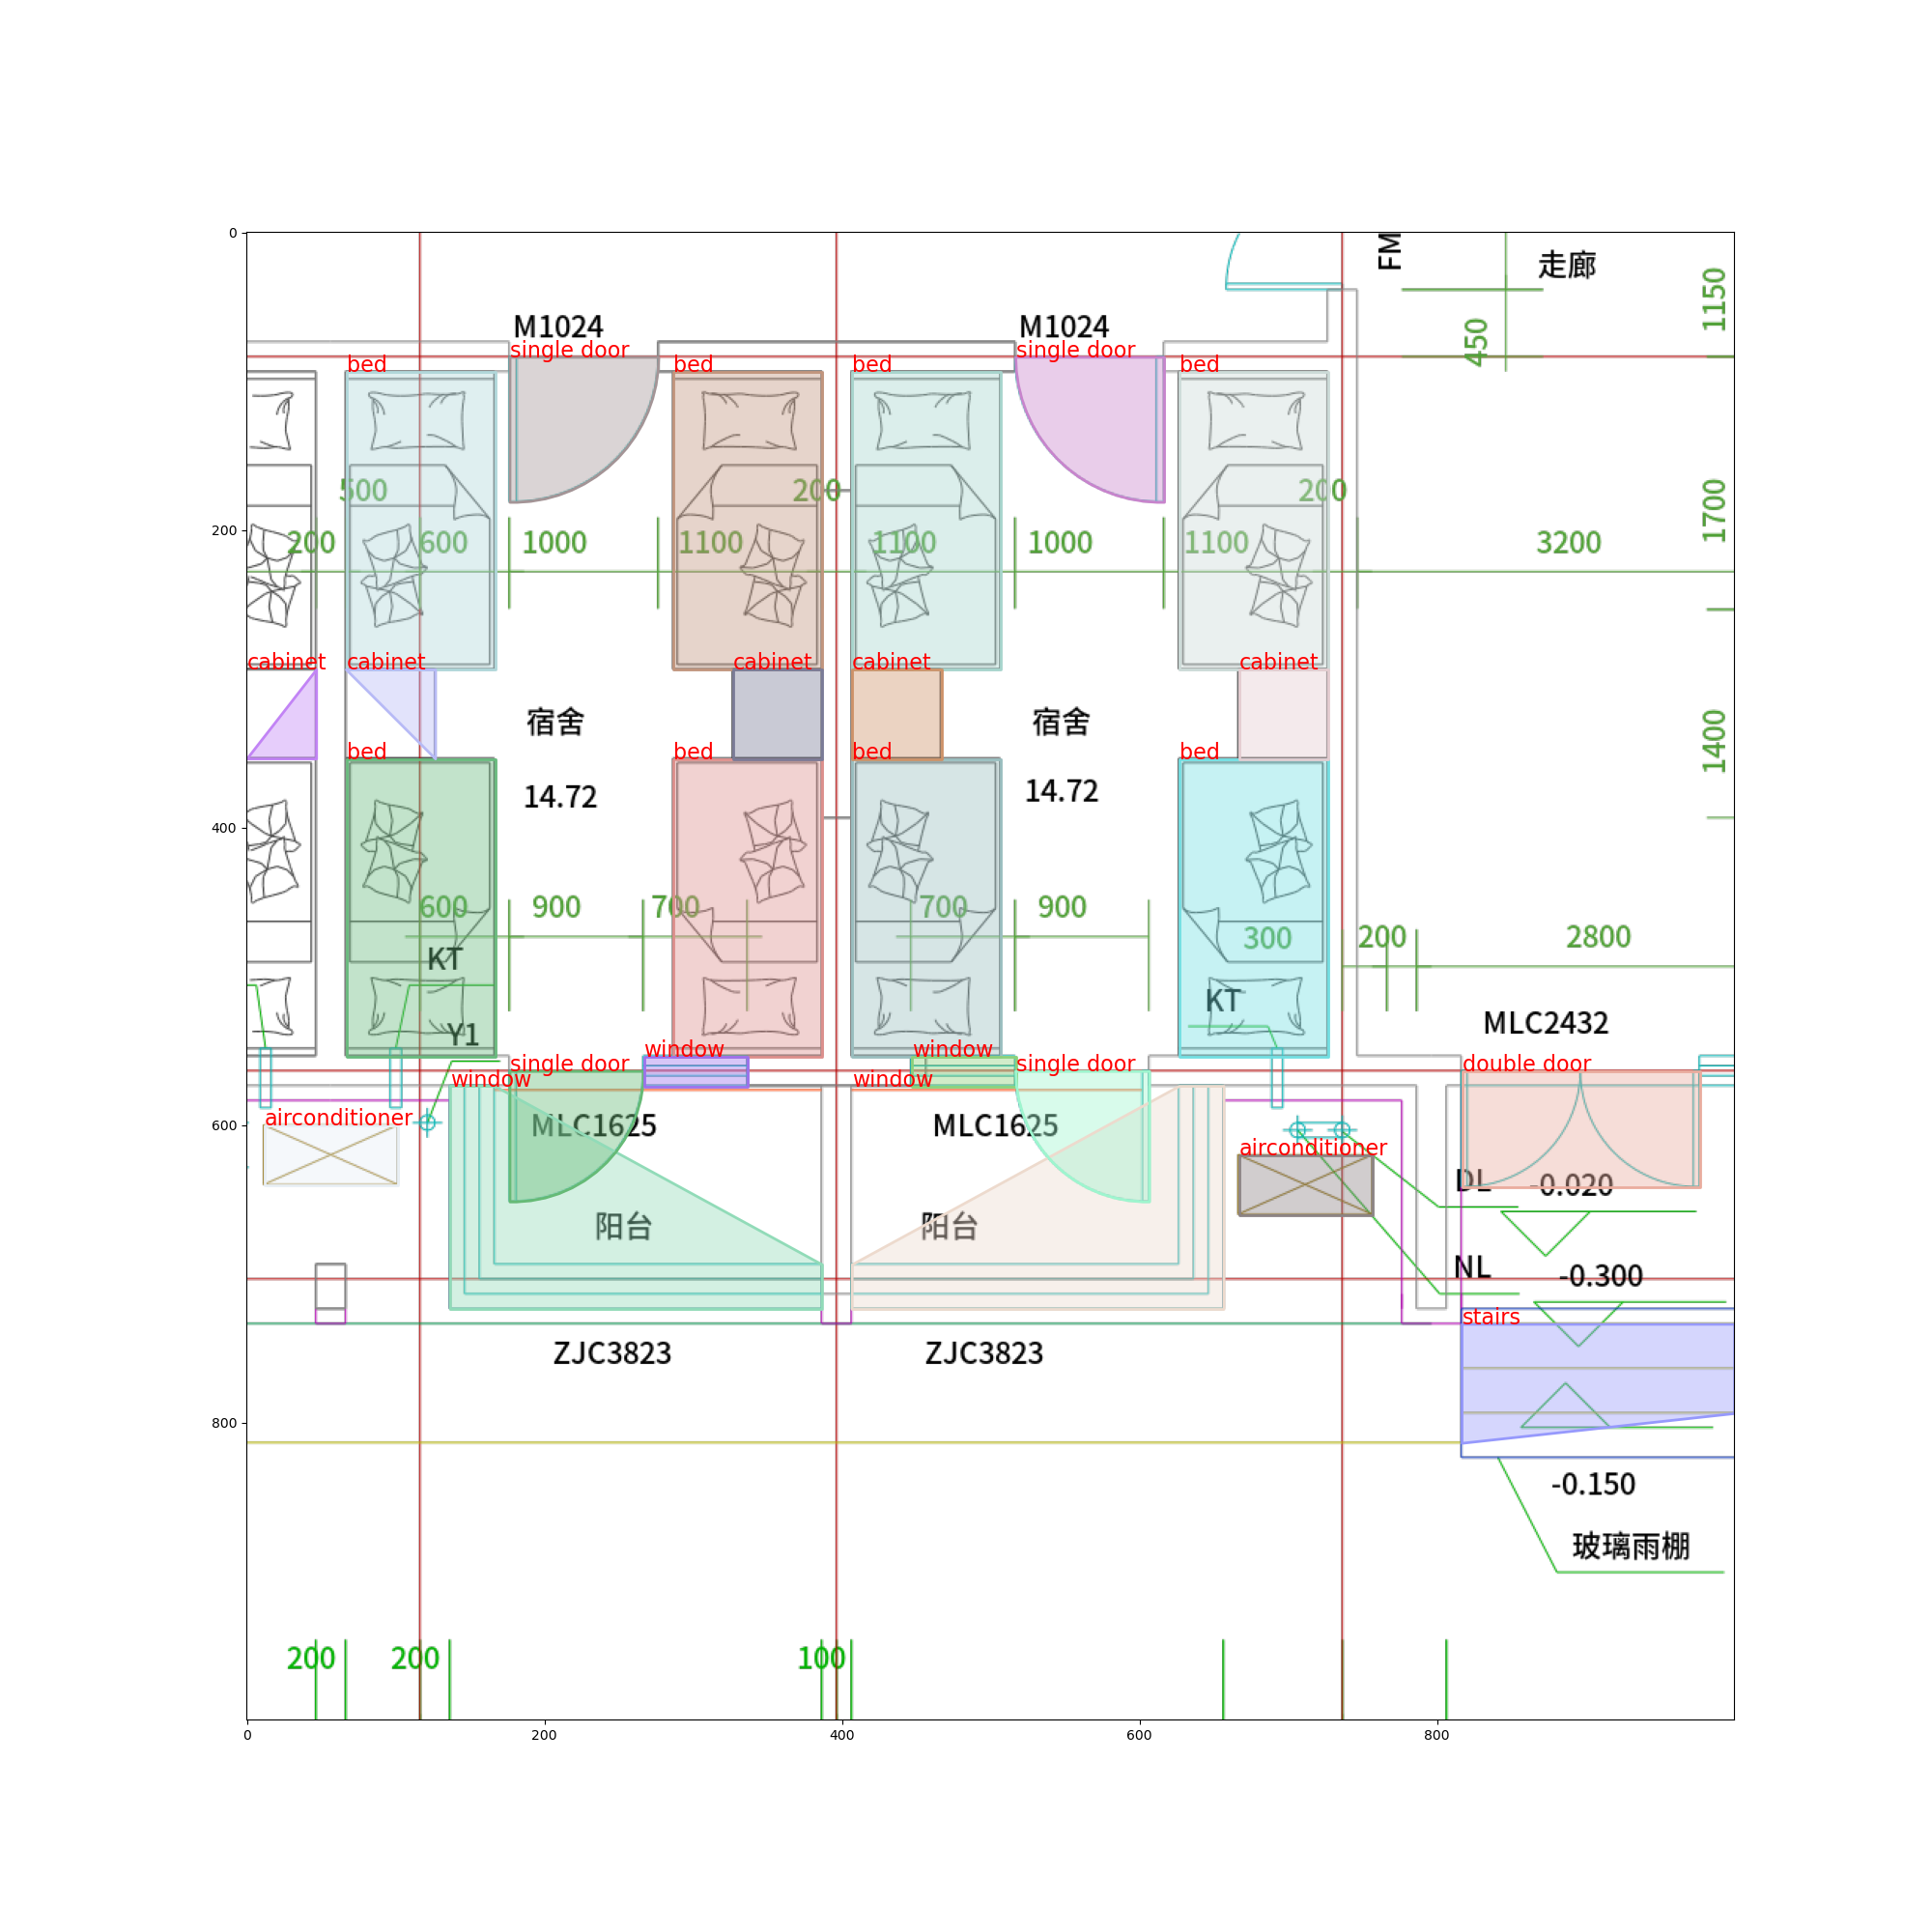 0
FM
走廊
1150
450
M1024
M1024
single door
single door
bed
bed
bed
bed
500
200
200
1700
200
600
1000
1100
1100
1000
1100
3200
200
cabinet
cabinet
cabinet
cabinet
cabinet
宿舍
宿舍
1400
bed
bed
bed
bed
14.72
14.72
400
600
900
700
700
900
300
200
2800
KT
KT
Y1
MLC2432
window
window
single door
single door
double door
window
window
airconditioner
600
MLC1625
MLC1625
airconditioner
DL
-0.020
阳台
阳台
NL
-0.300
stairs
ZJC3823
ZJC3823
800
-0.150
玻璃雨棚
200
200
100
0
200
400
600
800